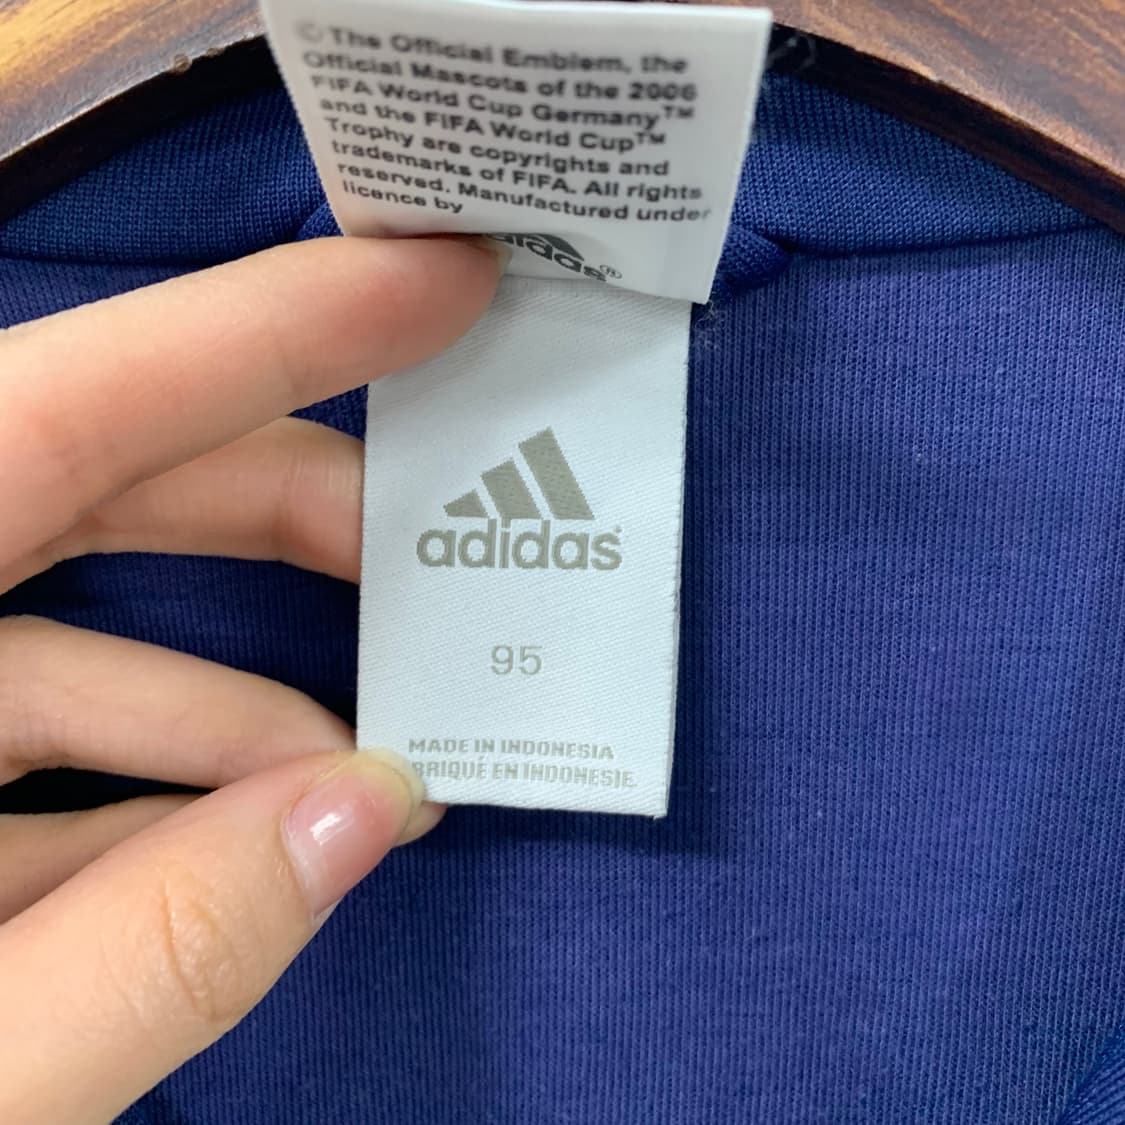 © The Official Emblem, the
Official Mascots of the 2006
FIFA World Cup Germany™
and the FIFA World Cup™
Trophy are copyrights and
trademarks of FIFA. All rights
reserved. Manufactured under
licence by
adidas®
adidas
95
MADE IN INDONESIA
BRIQUÉ EN INDONESIE